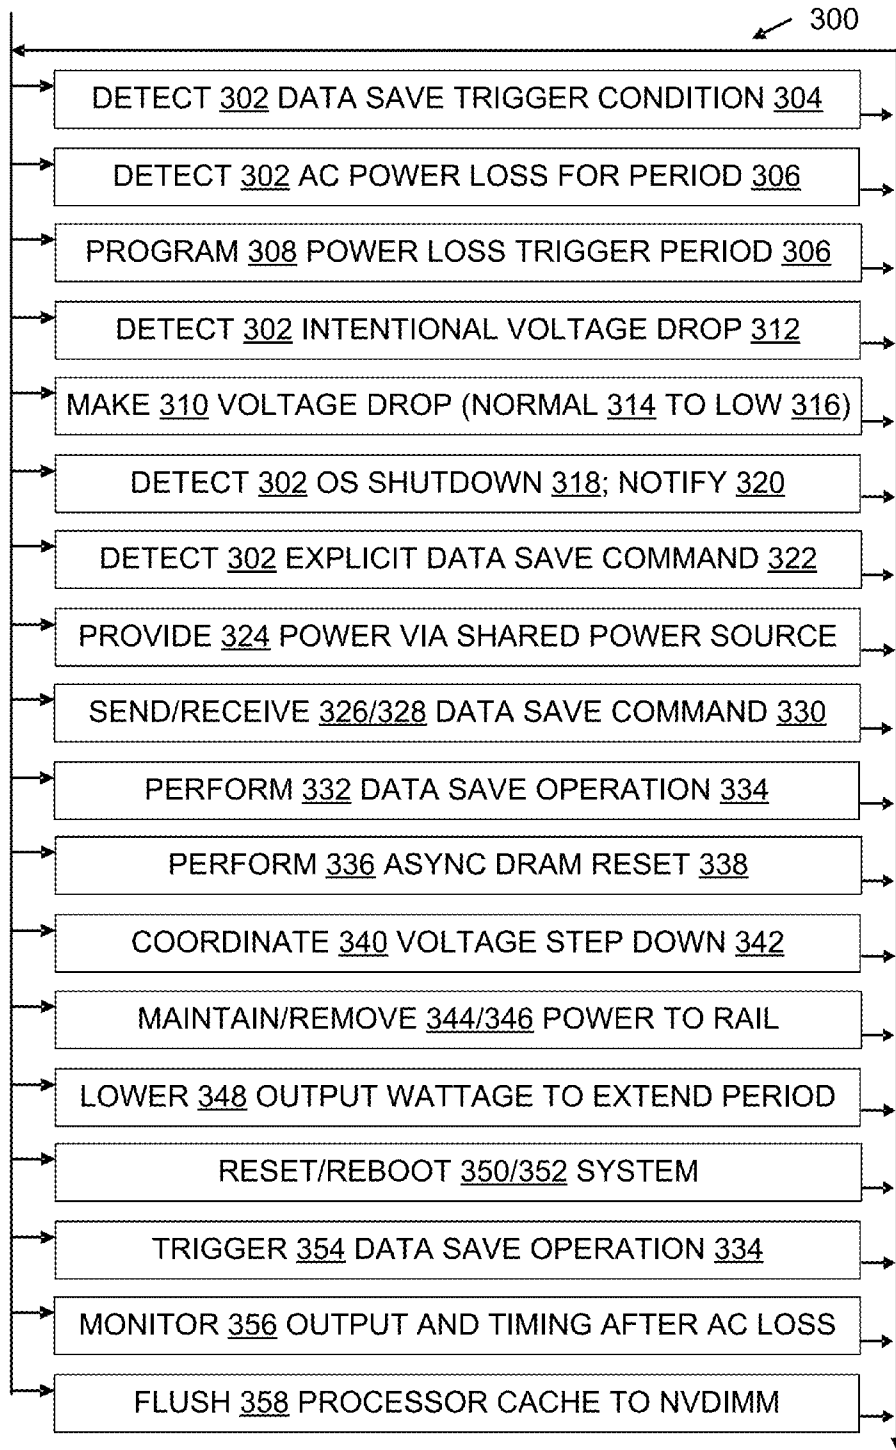 300
DETECT 302 DATA SAVE TRIGGER CONDITION 304
DETECT 302 AC POWER LOSS FOR PERIOD 306
PROGRAM 308 POWER LOSS TRIGGER PERIOD 306
DETECT 302 INTENTIONAL VOLTAGE DROP 312
MAKE 310 VOLTAGE DROP (NORMAL 314 TO LOW 316)
DETECT 302 OS SHUTDOWN 318; NOTIFY 320
DETECT 302 EXPLICIT DATA SAVE COMMAND 322
PROVIDE 324 POWER VIA SHARED POWER SOURCE
SEND/RECEIVE 326/328 DATA SAVE COMMAND 330
PERFORM 332 DATA SAVE OPERATION 334
PERFORM 336 ASYNC DRAM RESET 338
COORDINATE 340 VOLTAGE STEP DOWN 342
MAINTAIN/REMOVE 344/346 POWER TO RAIL
LOWER 348 OUTPUT WATTAGE TO EXTEND PERIOD
RESET/REBOOT 350/352 SYSTEM
TRIGGER 354 DATA SAVE OPERATION 334
MONITOR 356 OUTPUT AND TIMING AFTER AC LOSS
FLUSH 358 PROCESSOR CACHE TO NVDIMM